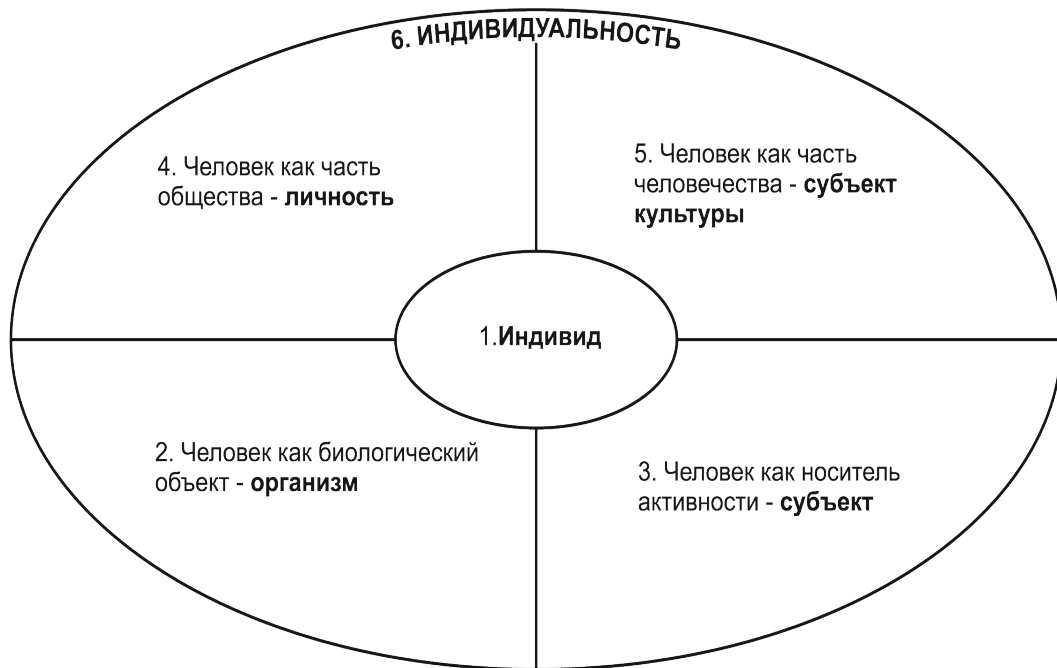 6. ИНДИВИДУАЛЬНОСТЬ
4. Человек как часть
общества - личность
5. Человек как часть
человечества - субъект
культуры
1.Индивид
2. Человек как биологический
объект - организм
3. Человек как носитель
активности - субъект